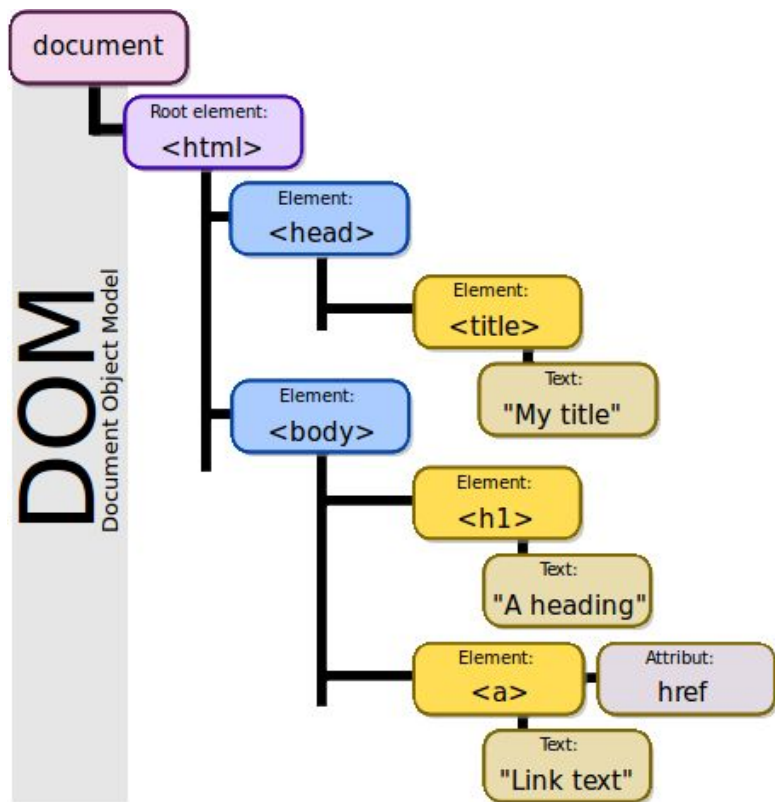 document
Root element:
<html>
Element:
<head>
Element:
<title>
Text:
"My title"
Element:
<body>
Element:
<h1>
Text:
"A heading"
Element:
<a>
Attribut:
href
Text:
"Link text"
DOM
Document Object Model